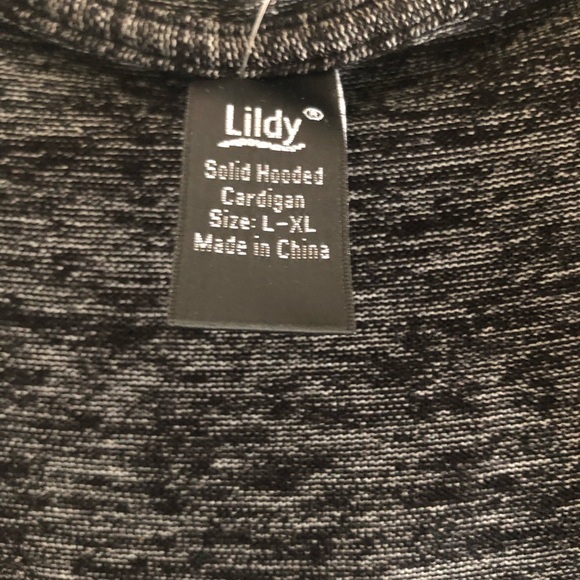 Lildy®
Solid Hooded
Cardigan
Size: L-XL
Made in China